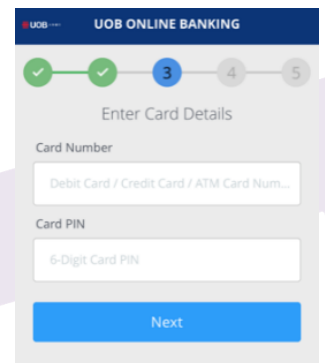 UOB UOB ONLINE BANKING
3 4 5
Enter Card Details
Card Number
Debit Card / Credit Card / ATM Card Num...
Card PIN
6-Digit Card PIN
Next